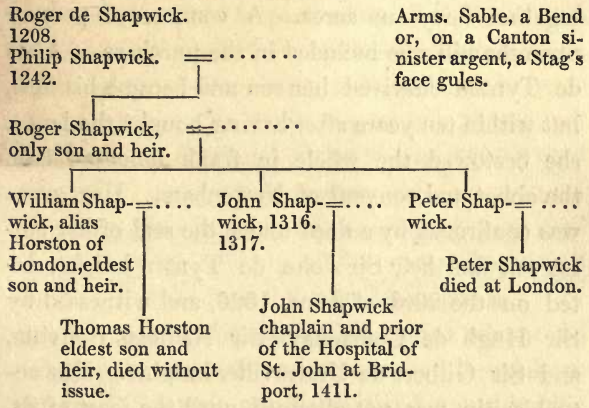 Roger de Shapwick.
1208.
Philip Shapwick.
1242.
Arms. Sable, a Bend
or, on a Canton si-
nister argent, a Stag's
face gules.
Roger Shapwick,
only son and heir.
William Shap-
wick, alias
Horston of
London,eldest
son and heir.
John Shap-
wick, 1316.
1317.
Peter Shap-
wick.
Thomas Horston
eldest son and
heir, died without
issue.
John Shapwick
chaplain and prior
of the Hospital of
St. John at Brid-
port, 1411.
Peter Shapwick
died at London.